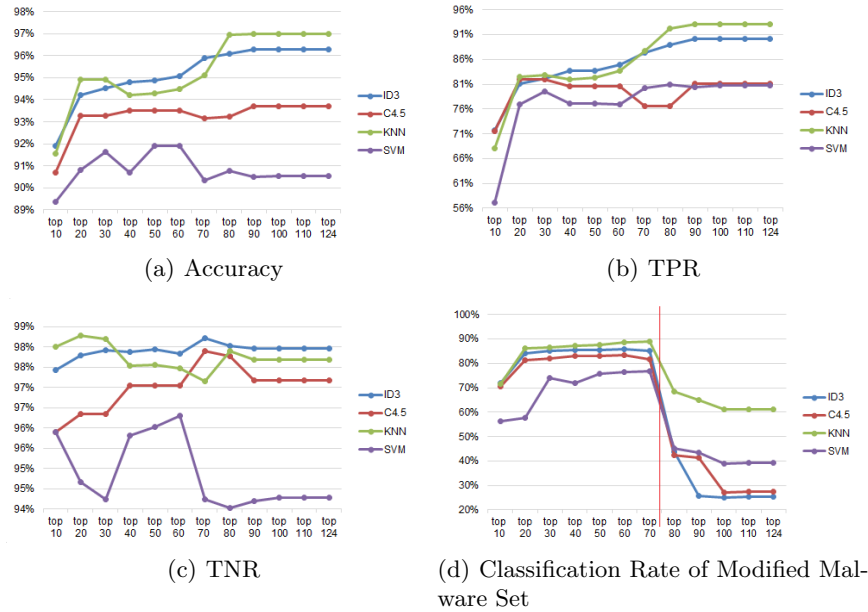 98%
97%
96%
95%
94%
93%
92%
91%
90%
89%
top 10 top 20 top 30 top 40 top 50 top 60 top 70 top 80 top 90 top 100 top 110 top 124
ID3
C4.5
KNN
SVM
(a) Accuracy
96%
91%
86%
81%
76%
71%
66%
61%
56%
top 10 top 20 top 30 top 40 top 50 top 60 top 70 top 80 top 90 top 100 top 110 top 124
ID3
C4.5
KNN
SVM
(b) TPR
99%
98%
98%
97%
97%
96%
96%
95%
95%
94%
top 10 top 20 top 30 top 40 top 50 top 60 top 70 top 80 top 90 top 100 top 110 top 124
ID3
C4.5
KNN
SVM
(c) TNR
100%
90%
80%
70%
60%
50%
40%
30%
20%
top 10 top 20 top 30 top 40 top 50 top 60 top 70 top 80 top 90 top 100 top 110 top 124
ID3
C4.5
KNN
SVM
(d) Classification Rate of Modified Mal-
ware Set